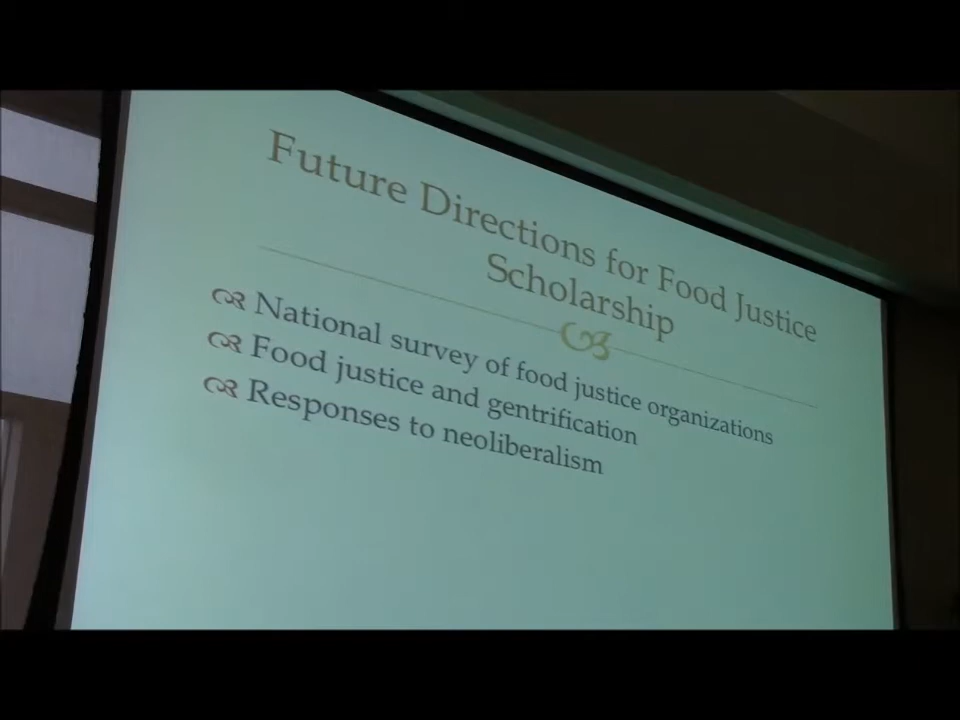 Future Directions for Food Justice
Scholarship
National survey of food justice organizations
Food justice and gentrification
Responses to neoliberalism